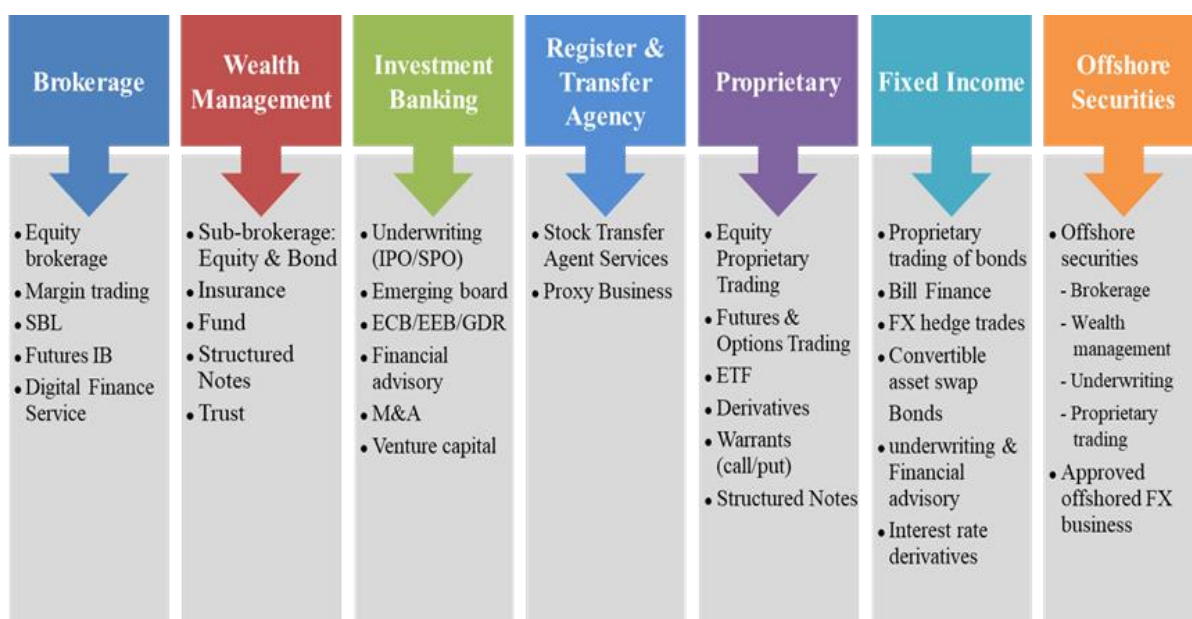 Brokerage
• Equity
brokerage
• Margin trading
• SBL
• Futures IB
• Digital Finance
Service
Wealth
Management
• Sub-brokerage:
Equity & Bond
• Insurance
• Fund
• Structured
Notes
• Trust
Investment
Banking
• Underwriting
(IPO/SPO)
• Emerging board
• ECB/EEB/GDR
• Financial
advisory
• M&A
• Venture capital
Register &
Transfer
Agency
• Stock Transfer
Agent Services
• Proxy Business
Proprietary
• Equity
Proprietary
Trading
• Futures &
Options Trading
• ETF
• Derivatives
• Warrants
(call/put)
• Structured Notes
Fixed Income
• Proprietary
trading of bonds
• Bill Finance
• FX hedge trades
• Convertible
asset swap
Bonds
• underwriting &
Financial
advisory
• Interest rate
derivatives
Offshore
Securities
• Offshore
securities
- Brokerage
- Wealth
management
- Underwriting
- Proprietary
trading
• Approved
offshored FX
business